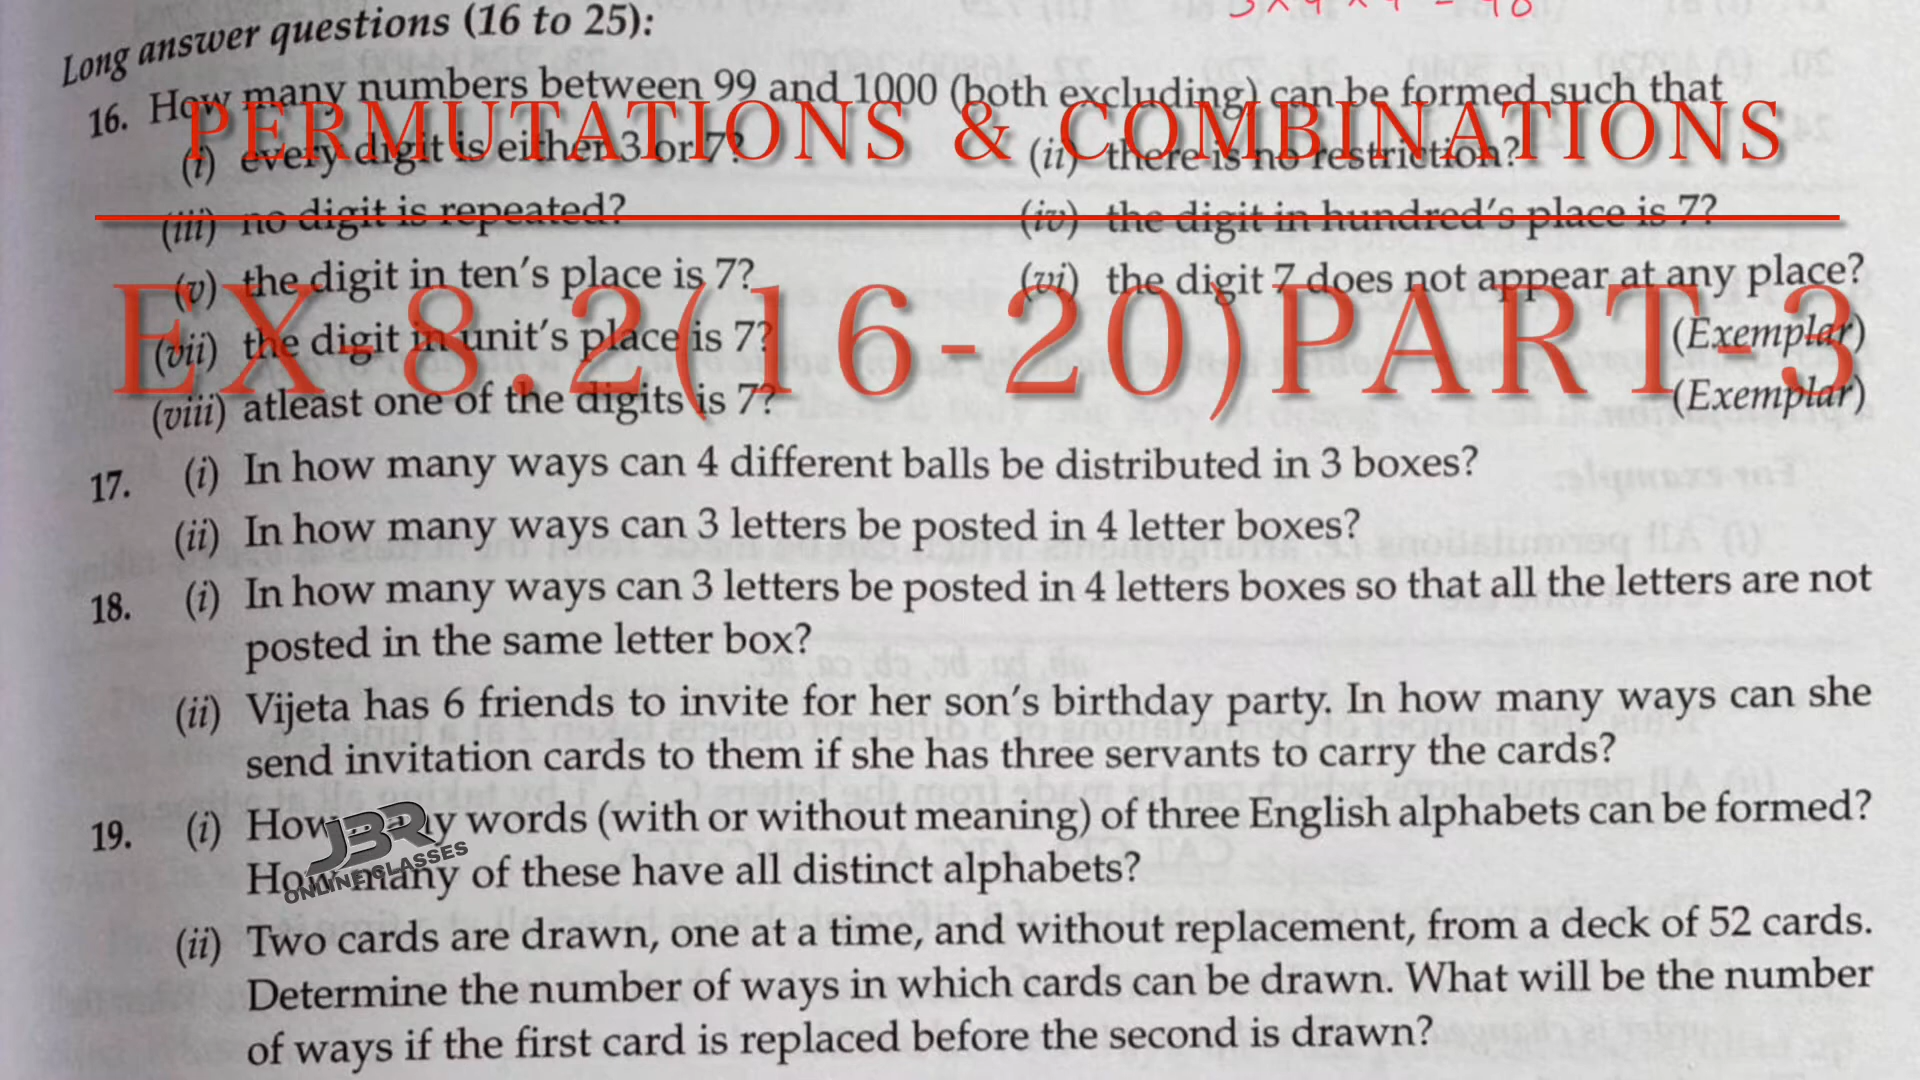 3 × 4 × 4 = 48
Long answer questions (16 to 25):
16. How many numbers between 99 and 1000 (both excluding) can be formed such that
PERMUTATIONS & COMBINATIONS
(i) every digit is either 3 or 7? (ii) there is no restriction?
(iii) no digit is repeated? (iv) the digit in hundred's place is 7?
(v) the digit in ten's place is 7? (vi) the digit 7 does not appear at any place?
EX-8.2(16-20)PART-3
(vii) the digit in unit's place is 7? (Exemplar)
(viii) atleast one of the digits is 7? (Exemplar)
17. (i) In how many ways can 4 different balls be distributed in 3 boxes?
(ii) In how many ways can 3 letters be posted in 4 letter boxes?
18. (i) In how many ways can 3 letters be posted in 4 letters boxes so that all the letters are not
posted in the same letter box?
(ii) Vijeta has 6 friends to invite for her son's birthday party. In how many ways can she
send invitation cards to them if she has three servants to carry the cards?
19. (i) How many words (with or without meaning) of three English alphabets can be formed?
JBR
ONLINE CLASSES
How many of these have all distinct alphabets?
(ii) Two cards are drawn, one at a time, and without replacement, from a deck of 52 cards.
Determine the number of ways in which cards can be drawn. What will be the number
of ways if the first card is replaced before the second is drawn?